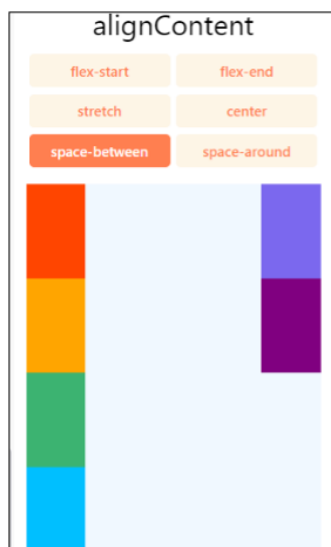 alignContent
flex-start flex-end
stretch center
space-between space-around